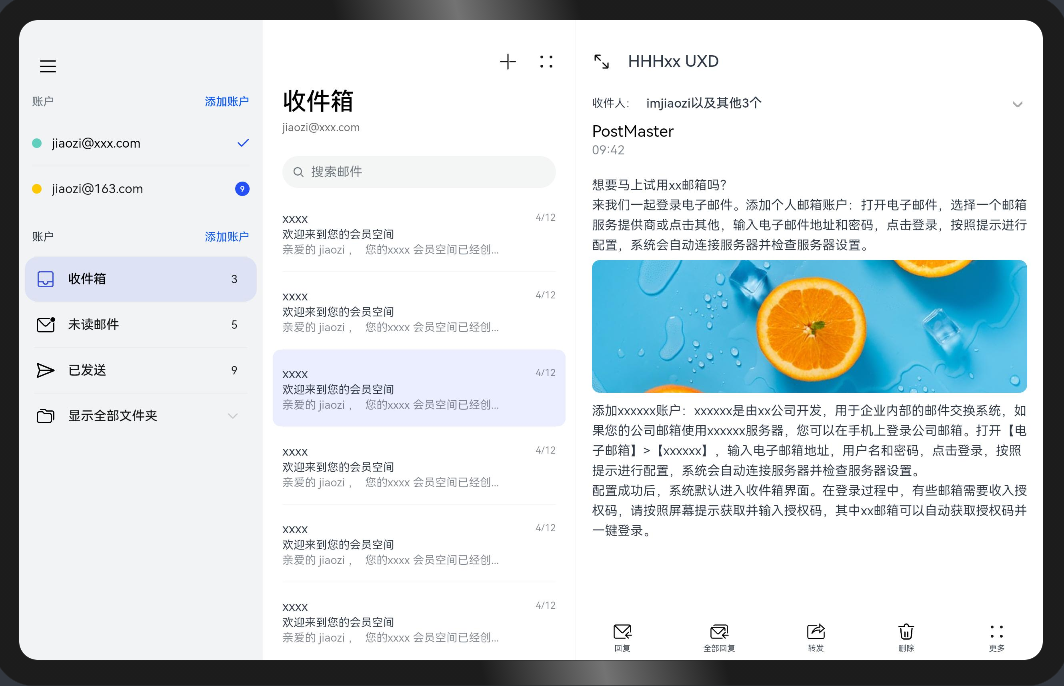 账户
添加账户
jiaozi@xxx.com
jiaozi@163.com
9
账户
添加账户
收件箱
3
未读邮件
5
已发送
9
显示全部文件夹
收件箱
jiaozi@xxx.com
搜索邮件
xxxx
4/12
欢迎来到您的会员空间
亲爱的 jiaozi ， 您的xxxx 会员空间已经创...
xxxx
4/12
欢迎来到您的会员空间
亲爱的 jiaozi ， 您的xxxx 会员空间已经创...
xxxx
4/12
欢迎来到您的会员空间
亲爱的 jiaozi ， 您的xxxx 会员空间已经创...
xxxx
4/12
欢迎来到您的会员空间
亲爱的 jiaozi ， 您的xxxx 会员空间已经创...
xxxx
4/12
欢迎来到您的会员空间
亲爱的 jiaozi ， 您的xxxx 会员空间已经创...
xxxx
4/12
欢迎来到您的会员空间
亲爱的 jiaozi ， 您的xxxx 会员空间已经创...
HHHxx UXD
收件人： imjiaozi以及其他3个
PostMaster
09:42
想要马上试用xx邮箱吗？
来我们一起登录电子邮件。添加个人邮箱账户：打开电子邮件，选择一个邮箱
服务提供商或点击其他，输入电子邮件地址和密码，点击登录，按照提示进行
配置，系统会自动连接服务器并检查服务器设置。
添加xxxxxx账户：xxxxxx是由xx公司开发，用于企业内部的邮件交换系统，如
果您的公司邮箱使用xxxxxx服务器，您可以在手机上登录公司邮箱。打开【电
子邮箱】>【xxxxxx】，输入电子邮箱地址，用户名和密码，点击登录，按照
提示进行配置，系统会自动连接服务器并检查服务器设置。
配置成功后，系统默认进入收件箱界面。在登录过程中，有些邮箱需要收入授
权码，请按照屏幕提示获取并输入授权码，其中xx邮箱可以自动获取授权码并
一键登录。
回复
全部回复
转发
删除
更多